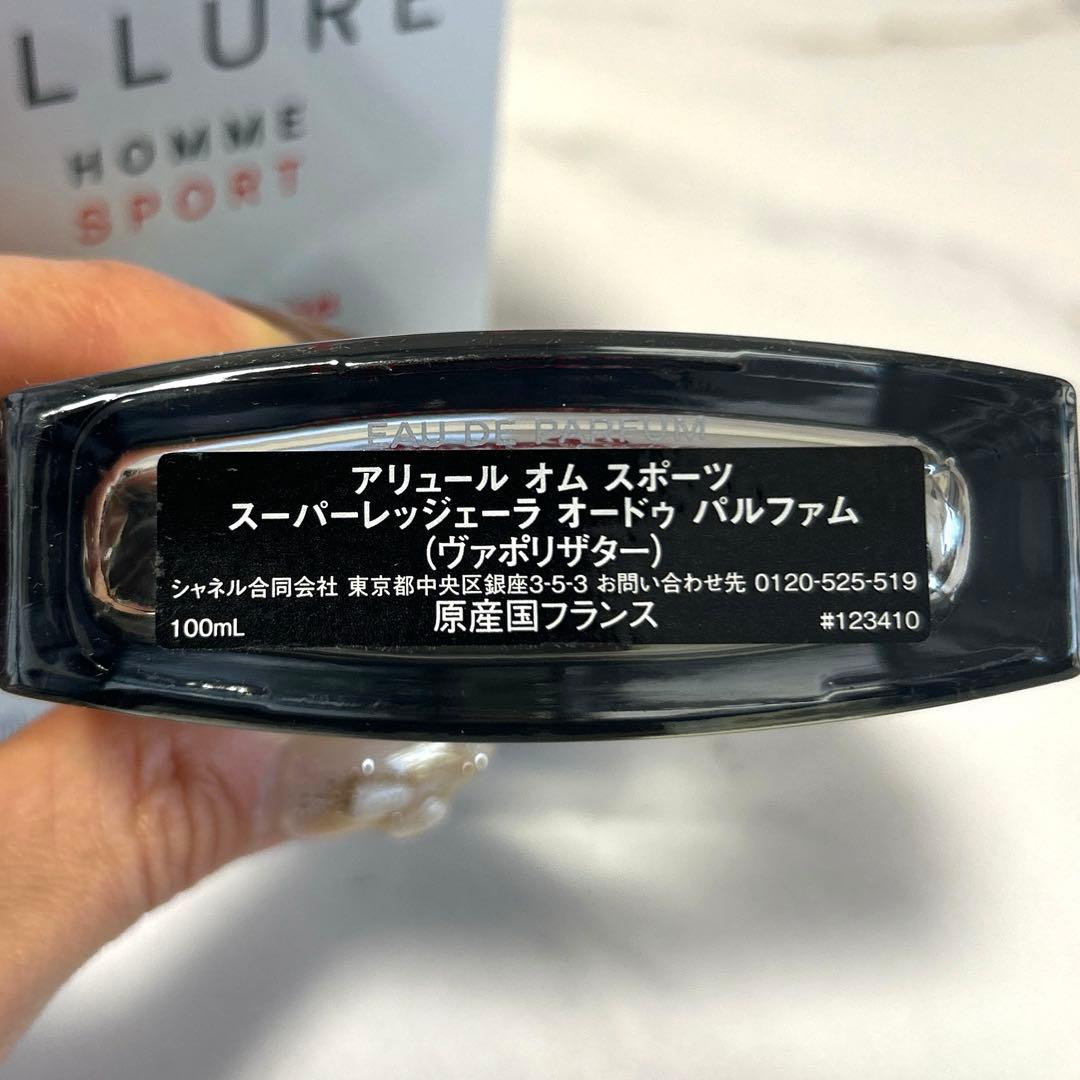 LLURE
HOMME
SPORT
EAU DE PARFUM
アリュール オム スポーツ
スーパーレッジェーラ オードゥ パルファム
(ヴァポリザター)
シャネル合同会社 東京都中央区銀座3-5-3 お問い合わせ先 0120-525-519
原産国フランス
100mL #123410